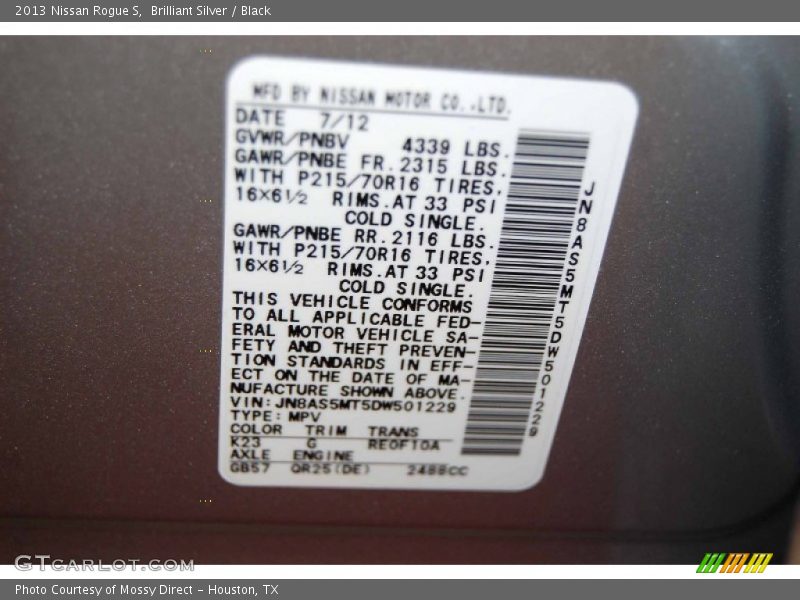 2013 Nissan Rogue S,  Brilliant Silver / Black
MFD BY NISSAN MOTOR CO.,LTD.
DATE 7/12
GVWR/PNBV 4339 LBS.
GAWR/PNBE FR.2315 LBS.
WITH P215/70R16 TIRES,
16×6½ RIMS.AT 33 PSI
COLD SINGLE.
GAWR/PNBE RR.2116 LBS.
WITH P215/70R16 TIRES,
16×6½ RIMS.AT 33 PSI
COLD SINGLE.
THIS VEHICLE CONFORMS
TO ALL APPLICABLE FED-
ERAL MOTOR VEHICLE SA-
FETY AND THEFT PREVEN-
TION STANDARDS IN EFF-
ECT ON THE DATE OF MA-
NUFACTURE SHOWN ABOVE.
VIN:JN8AS5MT5DW501229
TYPE:MPV
COLOR TRIM TRANS
K23 G RE0F10A
AXLE ENGINE
GB57 QR25(DE) 2488CC
JN8AS5MT5DW501229
GTCARLOT.COM
Photo Courtesy of Mossy Direct - Houston, TX